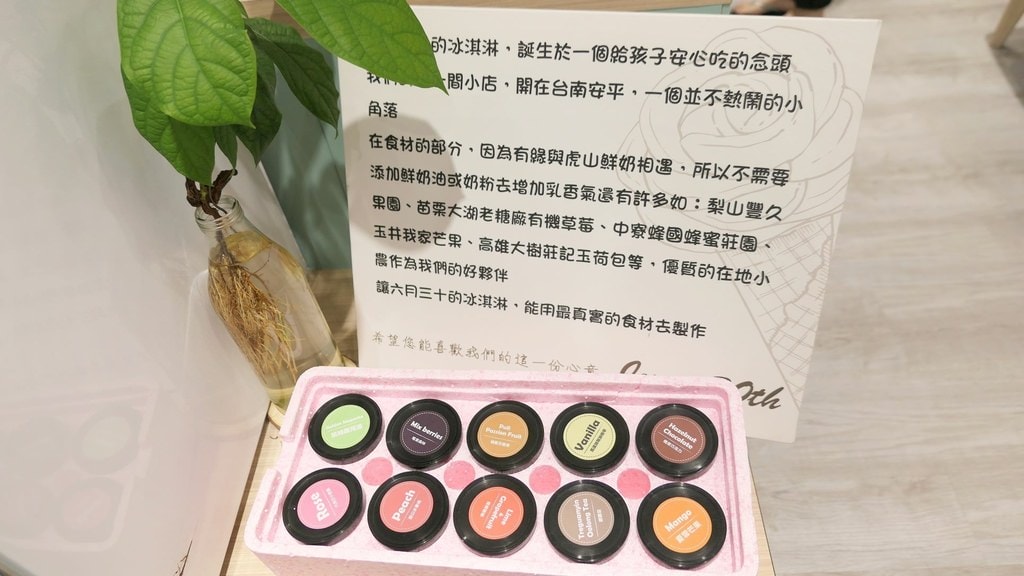 的冰淇淋，誕生於一個給孩子安心吃的念頭
我們 一間小店，開在台南安平，一個並不熱鬧的小
角落
在食材的部分，因為有緣與虎山鮮奶相遇，所以不需要
添加鮮奶油或奶粉去增加乳香氣還有許多如：梨山豐久
果園、苗栗大湖老糖廠有機草莓、中寮蜂國蜂蜜莊園、
玉井我家芒果、高雄大樹莊記玉荷包等，優質的在地小
農作為我們的好夥伴
讓六月三十的冰淇淋，能用最真實的食材去製作
希望您能喜歡我們的這一份心意
0th
Mix berries
Puli
Passion Fruit
Vanilla
Hazelnut
Chocolate
Rose
Peach
Tieguanyin
Oolong Tea
Mango